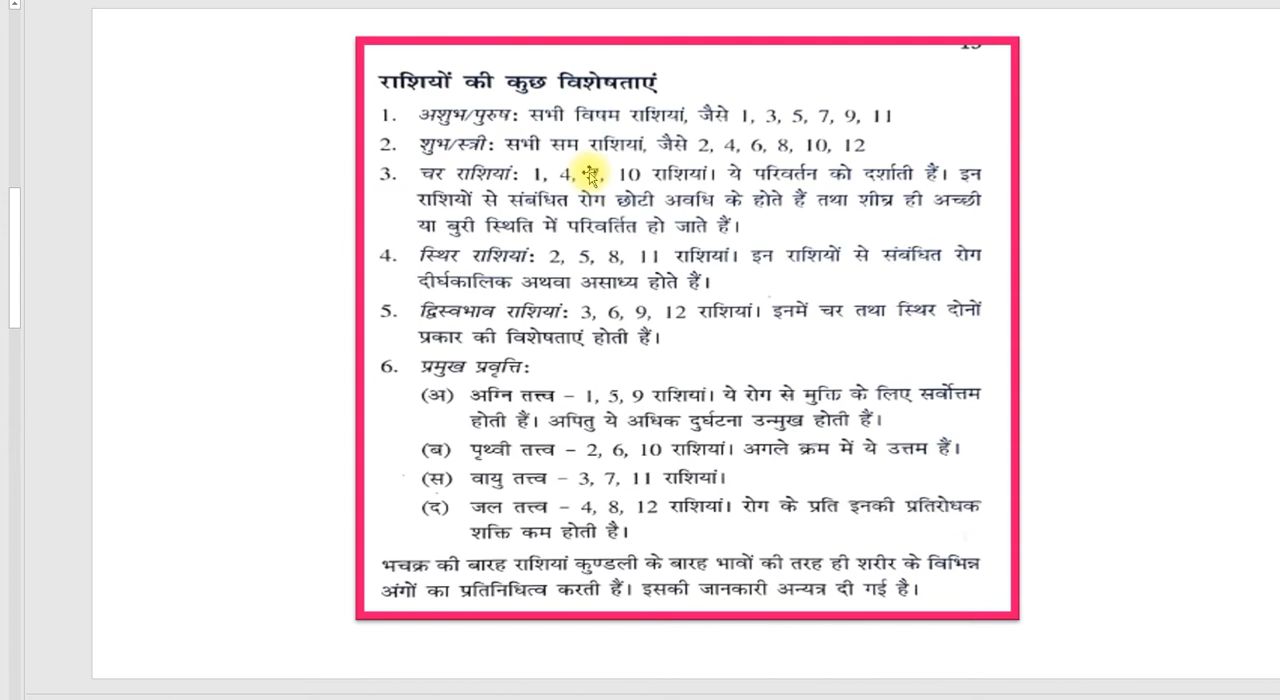 राशियों की कुछ विशेषताएं
1. अशुभ/पुरुष: सभी विषम राशियां, जैसे 1, 3, 5, 7, 9, 11
2. शुभ/स्त्री: सभी सम राशियां, जैसे 2, 4, 6, 8, 10, 12
3. चर राशियां: 1, 4, 10 राशियां। ये परिवर्तन को दर्शाती हैं। इन
राशियों से संबंधित रोग छोटी अवधि के होते हैं तथा शीघ्र ही अच्छी
या बुरी स्थिति में परिवर्तित हो जाते हैं।
4. स्थिर राशियां: 2, 5, 8, 11 राशियां। इन राशियों से संबंधित रोग
दीर्घकालिक अथवा असाध्य होते हैं।
5. द्विस्वभाव राशियां: 3, 6, 9, 12 राशियां। इनमें चर तथा स्थिर दोनों
प्रकार की विशेषताएं होती हैं।
6. प्रमुख प्रवृत्ति:
(अ) अग्नि तत्त्व – 1, 5, 9 राशियां। ये रोग से मुक्ति के लिए सर्वोत्तम
होती हैं। अपितु ये अधिक दुर्घटना उन्मुख होती हैं।
(ब) पृथ्वी तत्त्व – 2, 6, 10 राशियां। अगले क्रम में ये उत्तम हैं।
(स) वायु तत्त्व – 3, 7, 11 राशियां।
(द) जल तत्त्व – 4, 8, 12 राशियां। रोग के प्रति इनकी प्रतिरोधक
शक्ति कम होती है।
भचक्र की बारह राशियां कुण्डली के बारह भावों की तरह ही शरीर के विभिन्न
अंगों का प्रतिनिधित्व करती हैं। इसकी जानकारी अन्यत्र दी गई है।